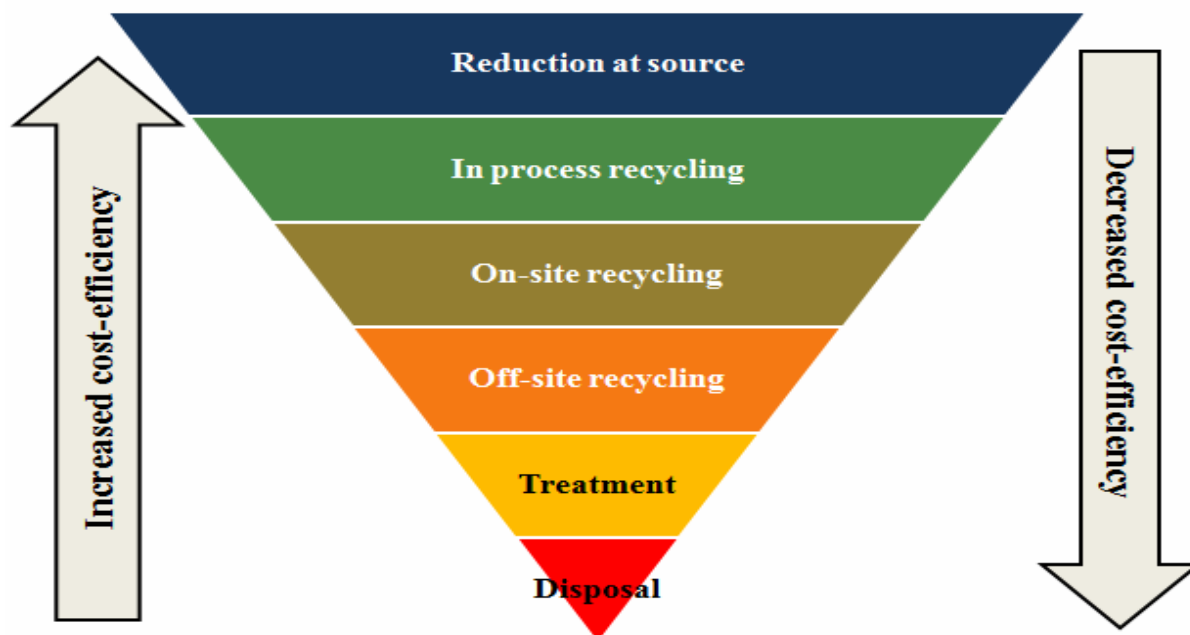 Reduction at source
In process recycling
On-site recycling
Off-site recycling
Treatment
Disposal
Increased cost-efficiency
Decreased cost-efficiency